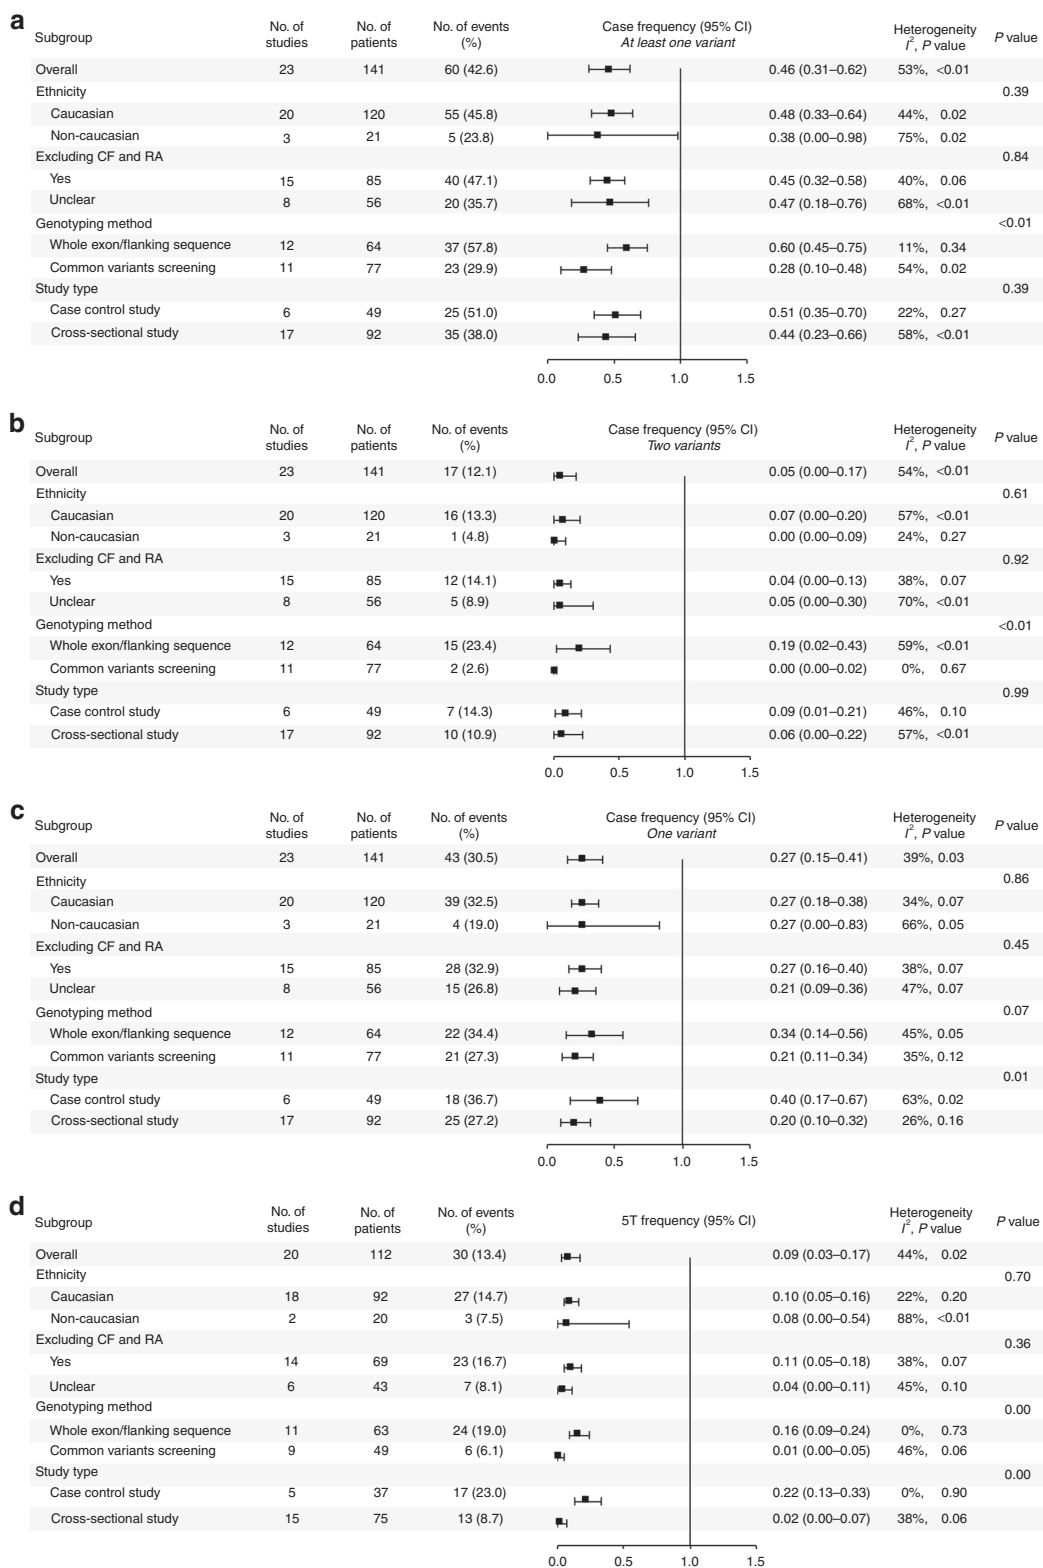 a
Subgroup No. of studies No. of patients No. of events (%) Case frequency (95% CI) At least one variant Heterogeneity I², P value P value
Overall 23 141 60 (42.6) 0.46 (0.31–0.62) 53%, <0.01
Ethnicity 0.39
Caucasian 20 120 55 (45.8) 0.48 (0.33–0.64) 44%, 0.02
Non-caucasian 3 21 5 (23.8) 0.38 (0.00–0.98) 75%, 0.02
Excluding CF and RA 0.84
Yes 15 85 40 (47.1) 0.45 (0.32–0.58) 40%, 0.06
Unclear 8 56 20 (35.7) 0.47 (0.18–0.76) 68%, <0.01
Genotyping method <0.01
Whole exon/flanking sequence 12 64 37 (57.8) 0.60 (0.45–0.75) 11%, 0.34
Common variants screening 11 77 23 (29.9) 0.28 (0.10–0.48) 54%, 0.02
Study type 0.39
Case control study 6 49 25 (51.0) 0.51 (0.35–0.70) 22%, 0.27
Cross-sectional study 17 92 35 (38.0) 0.44 (0.23–0.66) 58%, <0.01
0.0 0.5 1.0 1.5
b
Subgroup No. of studies No. of patients No. of events (%) Case frequency (95% CI) Two variants Heterogeneity I², P value P value
Overall 23 141 17 (12.1) 0.05 (0.00–0.17) 54%, <0.01
Ethnicity 0.61
Caucasian 20 120 16 (13.3) 0.07 (0.00–0.20) 57%, <0.01
Non-caucasian 3 21 1 (4.8) 0.00 (0.00–0.09) 24%, 0.27
Excluding CF and RA 0.92
Yes 15 85 12 (14.1) 0.04 (0.00–0.13) 38%, 0.07
Unclear 8 56 5 (8.9) 0.05 (0.00–0.30) 70%, <0.01
Genotyping method <0.01
Whole exon/flanking sequence 12 64 15 (23.4) 0.19 (0.02–0.43) 59%, <0.01
Common variants screening 11 77 2 (2.6) 0.00 (0.00–0.02) 0%, 0.67
Study type 0.99
Case control study 6 49 7 (14.3) 0.09 (0.01–0.21) 46%, 0.10
Cross-sectional study 17 92 10 (10.9) 0.06 (0.00–0.22) 57%, <0.01
0.0 0.5 1.0 1.5
c
Subgroup No. of studies No. of patients No. of events (%) Case frequency (95% CI) One variant Heterogeneity I², P value P value
Overall 23 141 43 (30.5) 0.27 (0.15–0.41) 39%, 0.03
Ethnicity 0.86
Caucasian 20 120 39 (32.5) 0.27 (0.18–0.38) 34%, 0.07
Non-caucasian 3 21 4 (19.0) 0.27 (0.00–0.83) 66%, 0.05
Excluding CF and RA 0.45
Yes 15 85 28 (32.9) 0.27 (0.16–0.40) 38%, 0.07
Unclear 8 56 15 (26.8) 0.21 (0.09–0.36) 47%, 0.07
Genotyping method 0.07
Whole exon/flanking sequence 12 64 22 (34.4) 0.34 (0.14–0.56) 45%, 0.05
Common variants screening 11 77 21 (27.3) 0.21 (0.11–0.34) 35%, 0.12
Study type 0.01
Case control study 6 49 18 (36.7) 0.40 (0.17–0.67) 63%, 0.02
Cross-sectional study 17 92 25 (27.2) 0.20 (0.10–0.32) 26%, 0.16
0.0 0.5 1.0 1.5
d
Subgroup No. of studies No. of patients No. of events (%) 5T frequency (95% CI) Heterogeneity I², P value P value
Overall 20 112 30 (13.4) 0.09 (0.03–0.17) 44%, 0.02
Ethnicity 0.70
Caucasian 18 92 27 (14.7) 0.10 (0.05–0.16) 22%, 0.20
Non-caucasian 2 20 3 (7.5) 0.08 (0.00–0.54) 88%, <0.01
Excluding CF and RA 0.36
Yes 14 69 23 (16.7) 0.11 (0.05–0.18) 38%, 0.07
Unclear 6 43 7 (8.1) 0.04 (0.00–0.11) 45%, 0.10
Genotyping method 0.00
Whole exon/flanking sequence 11 63 24 (19.0) 0.16 (0.09–0.24) 0%, 0.73
Common variants screening 9 49 6 (6.1) 0.01 (0.00–0.05) 46%, 0.06
Study type 0.00
Case control study 5 37 17 (23.0) 0.22 (0.13–0.33) 0%, 0.90
Cross-sectional study 15 75 13 (8.7) 0.02 (0.00–0.07) 38%, 0.06
0.0 0.5 1.0 1.5